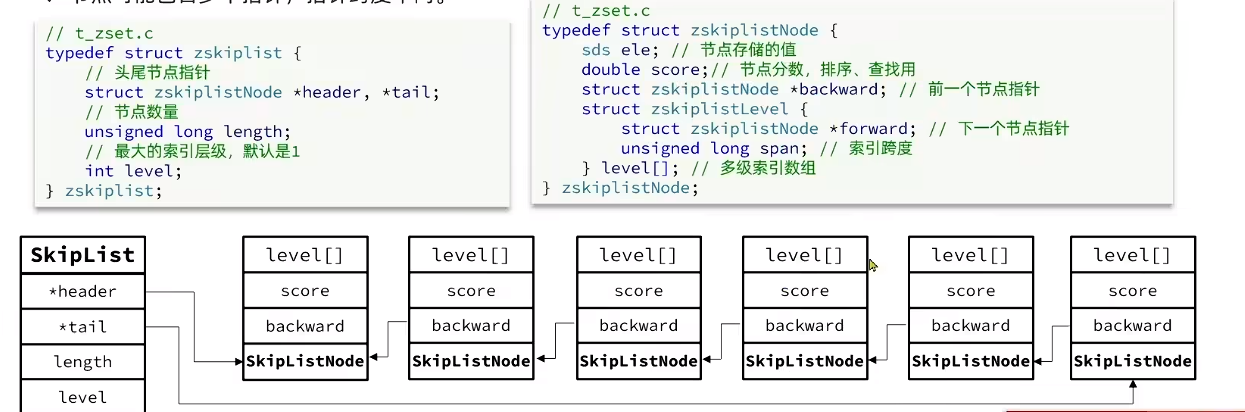 // t_zset.c
typedef struct zskiplist {
// 头尾节点指针
struct zskiplistNode *header, *tail;
// 节点数量
unsigned long length;
// 最大的索引层级，默认是1
int level;
} zskiplist;
// t_zset.c
typedef struct zskiplistNode {
sds ele; // 节点存储的值
double score;// 节点分数，排序、查找用
struct zskiplistNode *backward; // 前一个节点指针
struct zskiplistLevel {
struct zskiplistNode *forward; // 下一个节点指针
unsigned long span; // 索引跨度
} level[]; // 多级索引数组
} zskiplistNode;
SkipList
*header
*tail
length
level
level[]
score
backward
SkipListNode
level[]
score
backward
SkipListNode
level[]
score
backward
SkipListNode
level[]
score
backward
SkipListNode
level[]
score
backward
SkipListNode
level[]
score
backward
SkipListNode